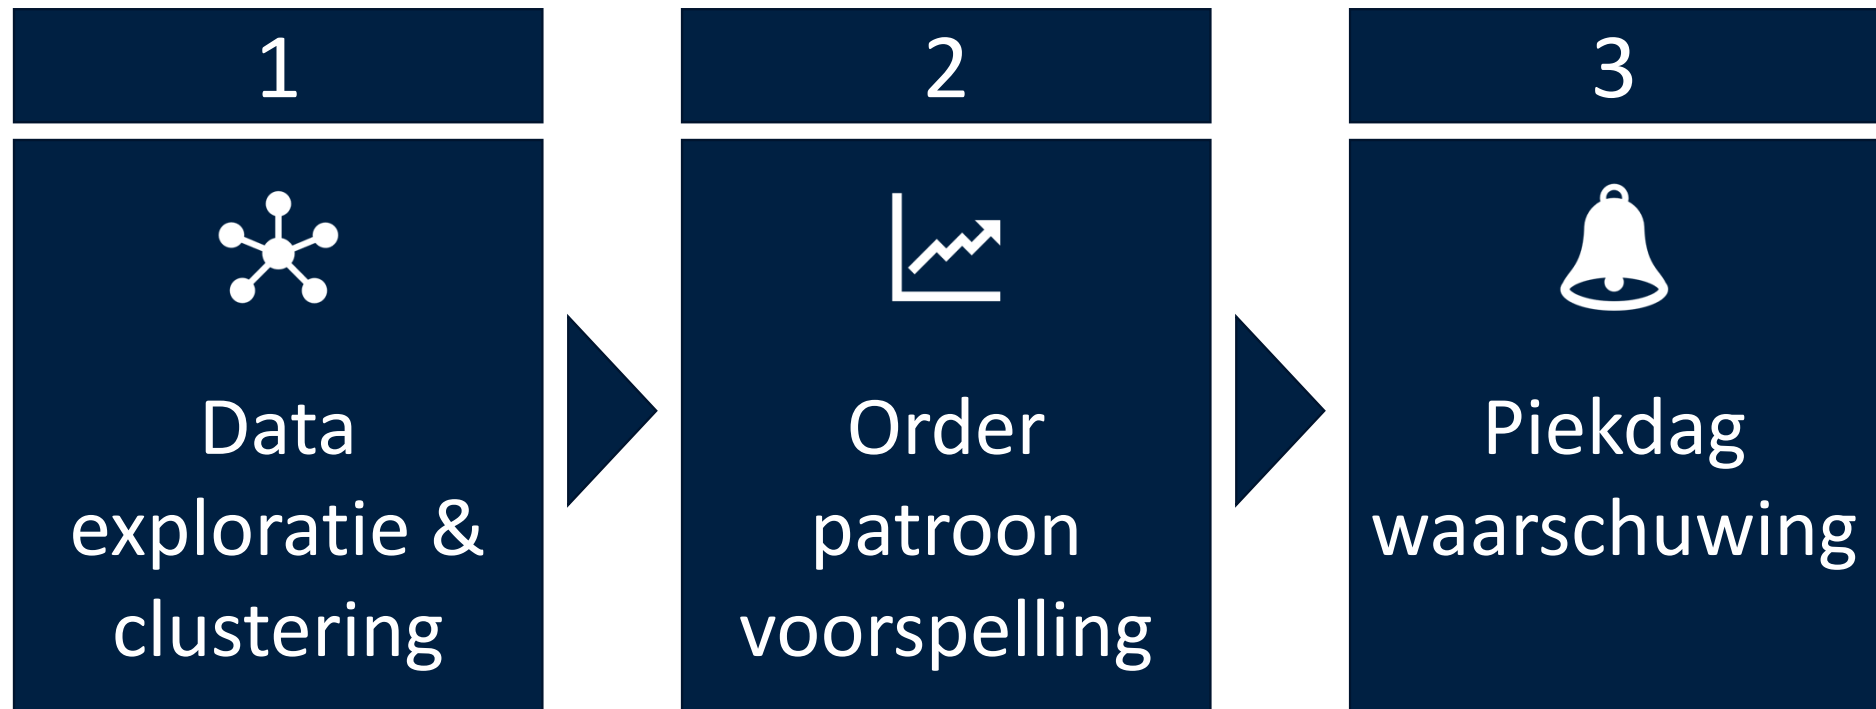 1
Data
exploratie &
clustering
2
Order
patroon
voorspelling
3
Piekdag
waarschuwing